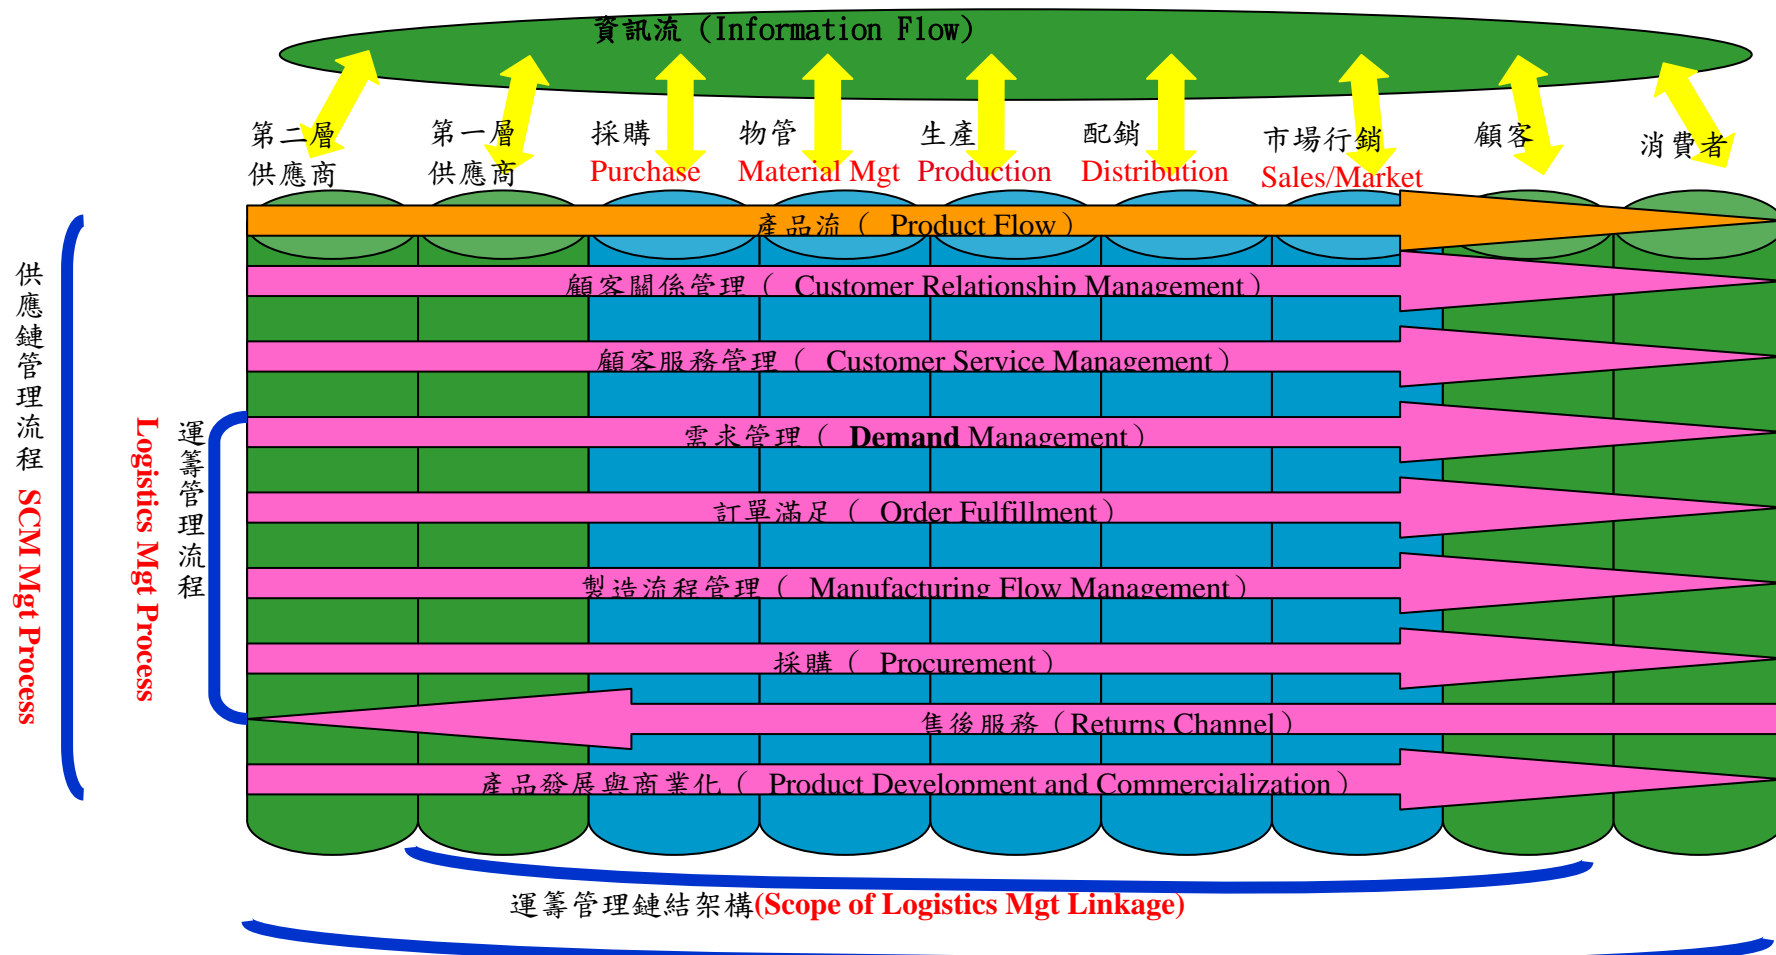 資訊流 (Information Flow)
第二層
供應商
第一層
供應商
採購
Purchase
物管
Material Mgt
生產
Production
配銷
Distribution
市場行銷
Sales/Market
顧客
消費者
產品流（ Product Flow）
顧客關係管理（ Customer Relationship Management）
顧客服務管理（ Customer Service Management）
需求管理（ Demand Management）
訂單滿足（ Order Fulfillment）
製造流程管理（ Manufacturing Flow Management）
採購（ Procurement）
售後服務（Returns Channel）
產品發展與商業化（ Product Development and Commercialization）
供應鏈管理流程 SCM Mgt Process
運籌管理流程
Logistics Mgt Process
運籌管理鏈結架構(Scope of Logistics Mgt Linkage)